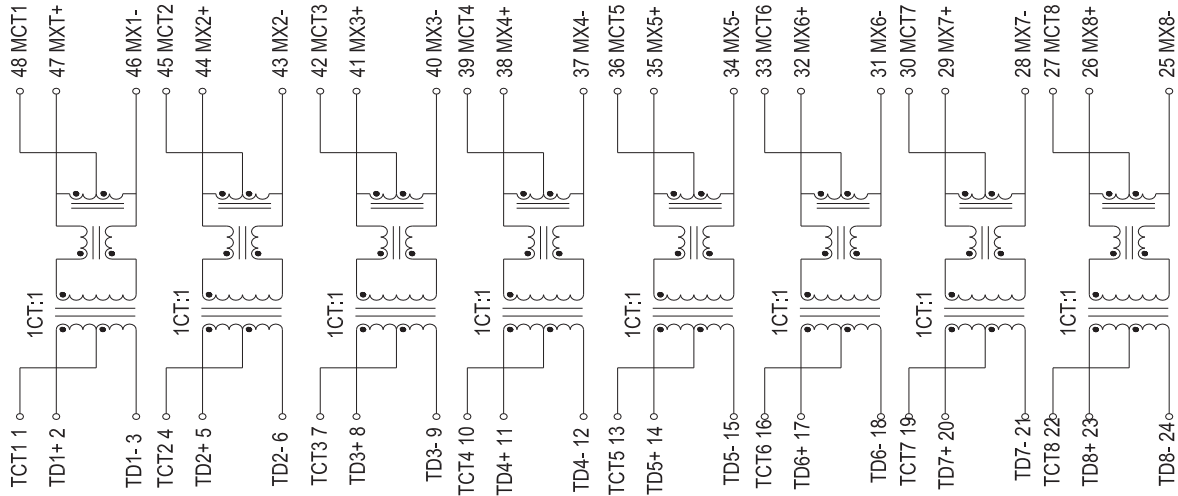 48 MCT1
47 MXT+
46 MX1-
45 MCT2
44 MX2+
43 MX2-
42 MCT3
41 MX3+
40 MX3-
39 MCT4
38 MX4+
37 MX4-
36 MCT5
35 MX5+
34 MX5-
33 MCT6
32 MX6+
31 MX6-
30 MCT7
29 MX7+
28 MX7-
27 MCT8
26 MX8+
25 MX8-
1CT:1
1CT:1
1CT:1
1CT:1
1CT:1
1CT:1
1CT:1
1CT:1
TCT1 1
TD1+ 2
TD1- 3
TCT2 4
TD2+ 5
TD2- 6
TCT3 7
TD3+ 8
TD3- 9
TCT4 10
TD4+ 11
TD4- 12
TCT5 13
TD5+ 14
TD5- 15
TCT6 16
TD6+ 17
TD6- 18
TCT7 19
TD7+ 20
TD7- 21
TCT8 22
TD8+ 23
TD8- 24